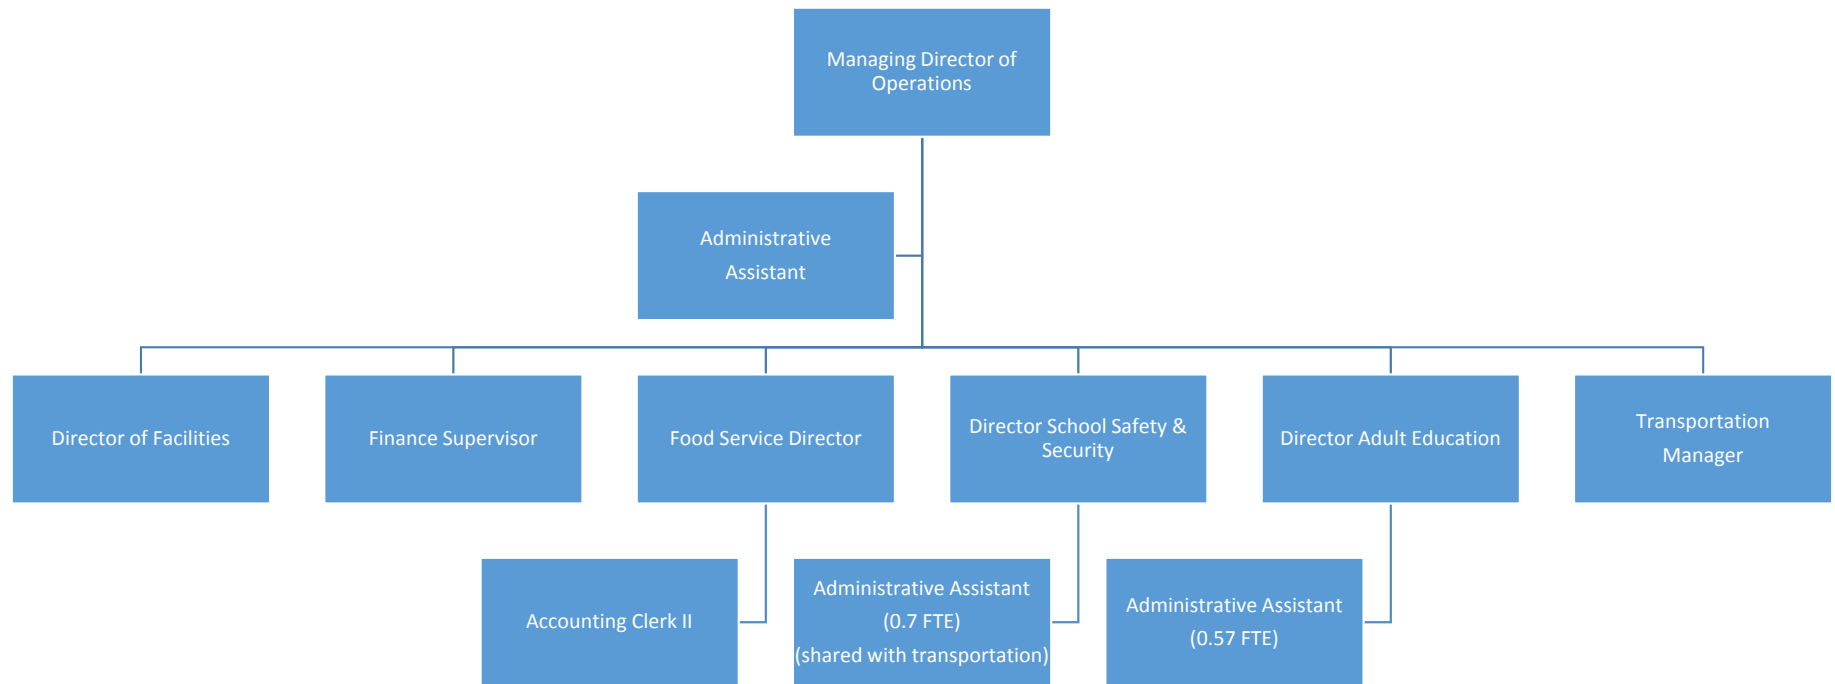 Managing Director of
Operations
Administrative
Assistant
Director of Facilities
Finance Supervisor
Food Service Director
Director School Safety &
Security
Director Adult Education
Transportation
Manager
Accounting Clerk II
Administrative Assistant
(0.7 FTE)
(shared with transportation)
Administrative Assistant
(0.57 FTE)